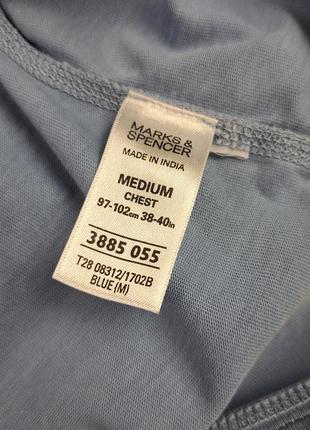 MARKS &
SPENCER
MADE IN INDIA
MEDIUM
CHEST
97-102cm 38-40in
3885 055
T28 08312/1702B
BLUE (M)